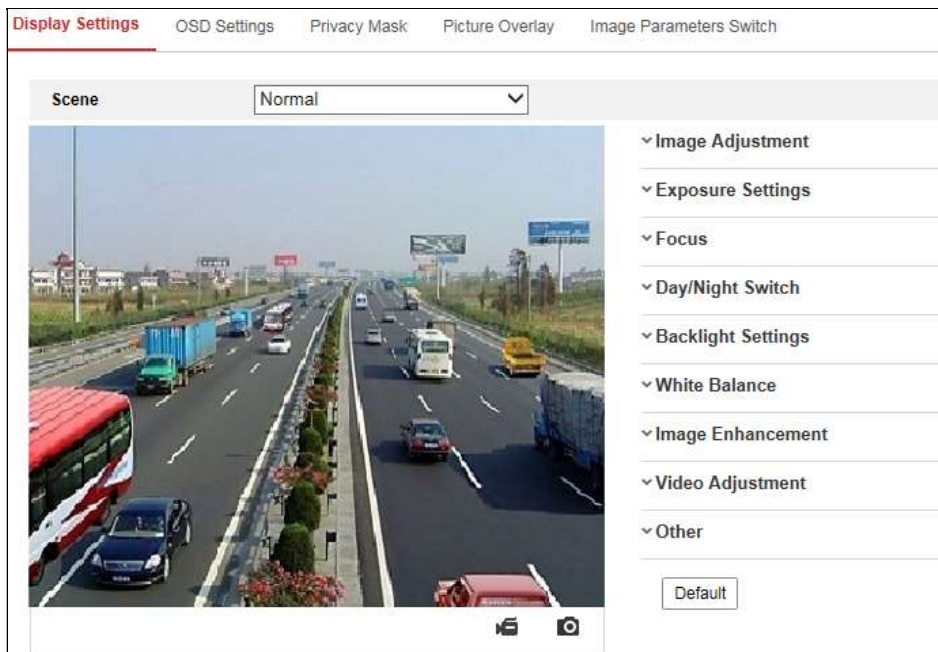 Display Settings OSD Settings Privacy Mask Picture Overlay Image Parameters Switch
Scene Normal
Image Adjustment
Exposure Settings
Focus
Day/Night Switch
Backlight Settings
White Balance
Image Enhancement
Video Adjustment
Other
Default